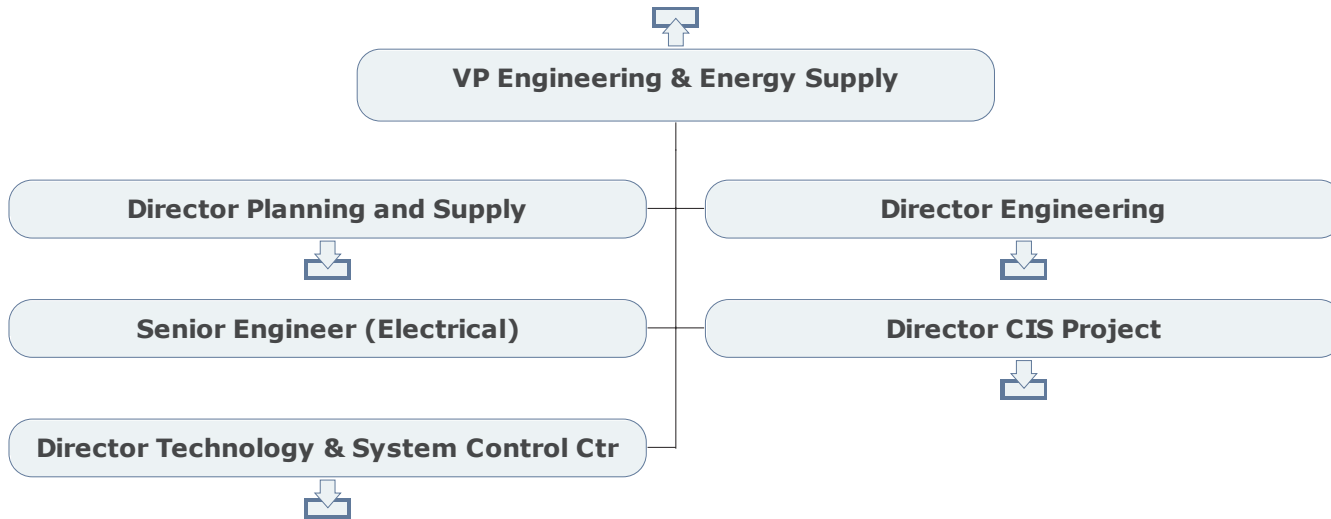 VP Engineering & Energy Supply
Director Planning and Supply
Director Engineering
Senior Engineer (Electrical)
Director CIS Project
Director Technology & System Control Ctr